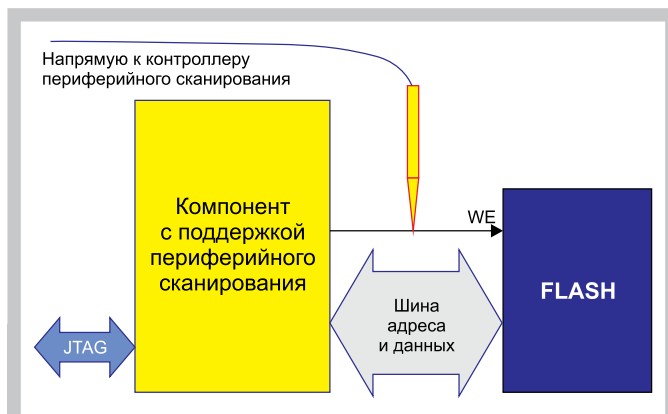 Напрямую к контроллеру
периферийного сканирования
Компонент
с поддержкой
периферийного
сканирования
WE
FLASH
Шина
адреса
и данных
JTAG